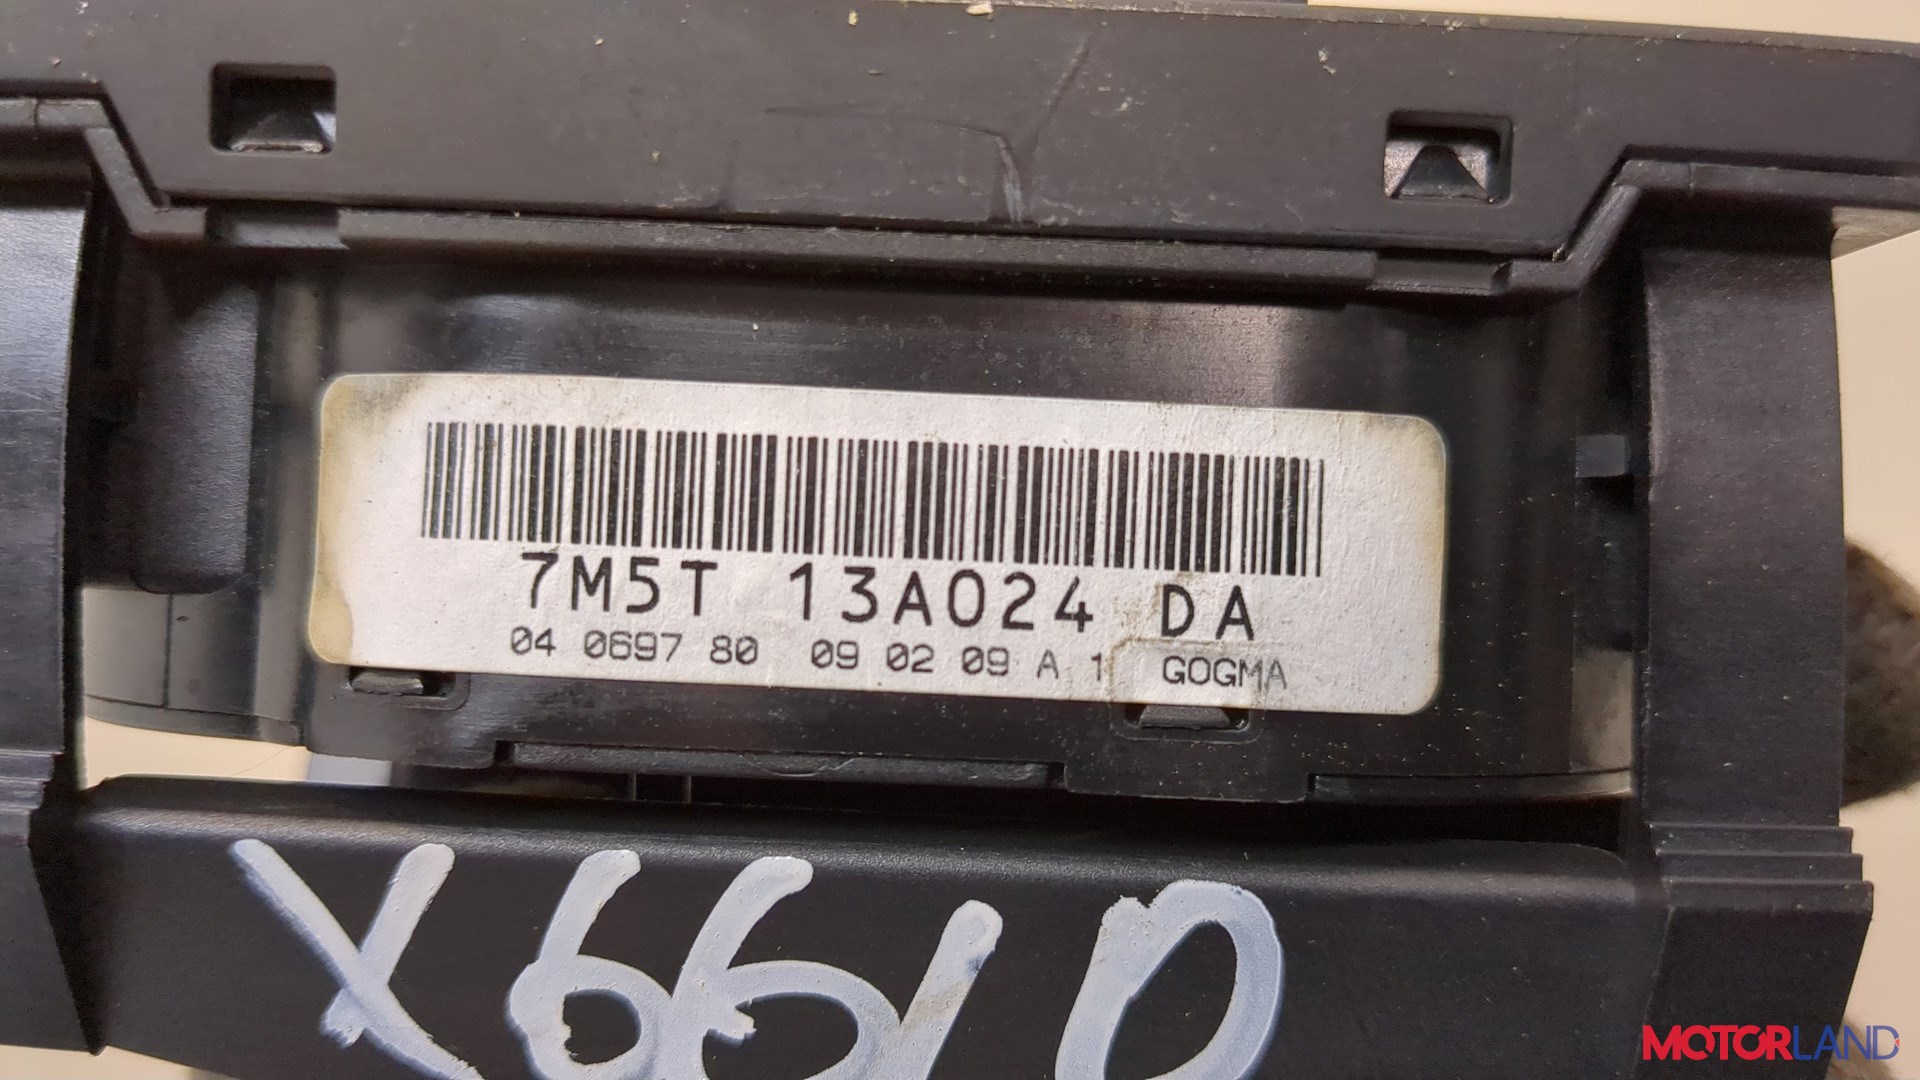 7M5T 13A024 DA
04 0697 80 09 02 09 A 1 GOGMA
X6610
MOTORLAND